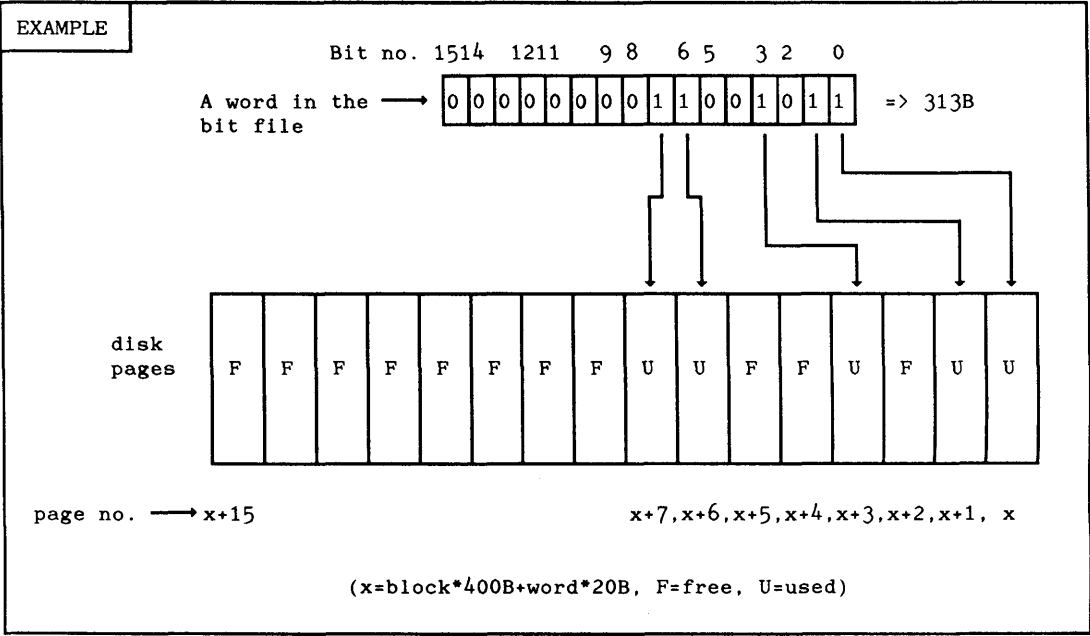 EXAMPLE
Bit no. 1514 1211 9 8 6 5 3 2 0
A word in the 0 0 0 0 0 0 0 0 1 1 0 0 1 0 1 1 => 313B
bit file
disk
pages F F F F F F F F U U F F U F U U
page no. x+15 x+7,x+6,x+5,x+4,x+3,x+2,x+1, x
(x=block*400B+word*20B, F=free, U=used)